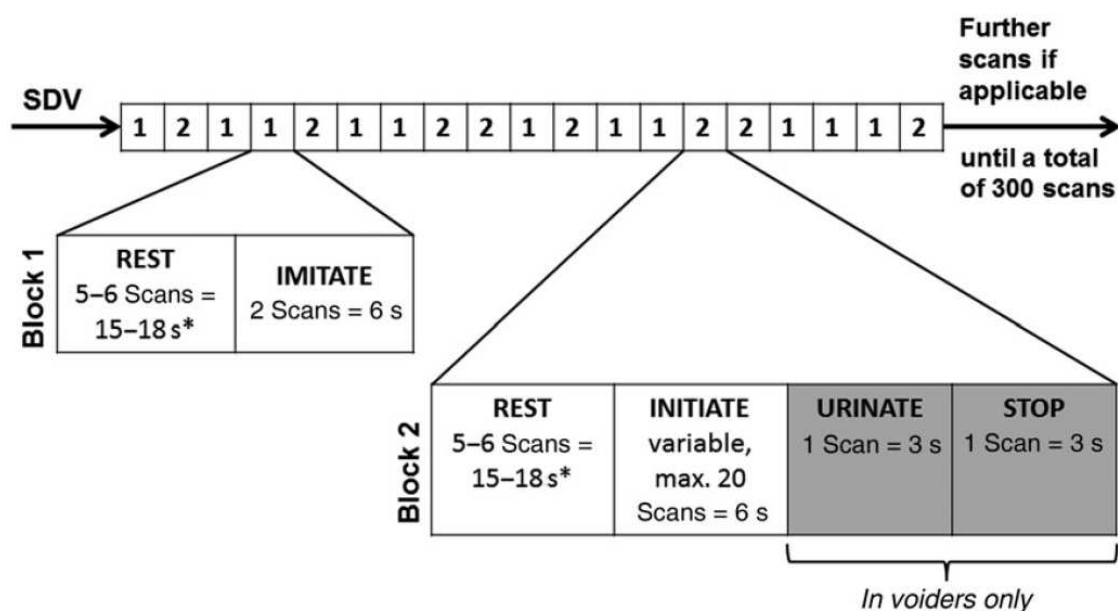 Further
scans if
applicable
SDV
1 2 1 1 2 1 1 2 2 1 2 1 1 2 2 1 1 1 2
until a total
of 300 scans
Block 1
REST
5–6 Scans =
15–18 s*
IMITATE
2 Scans = 6 s
Block 2
REST
5–6 Scans =
15–18 s*
INITIATE
variable,
max. 20
Scans = 6 s
URINATE
1 Scan = 3 s
STOP
1 Scan = 3 s
In voiders only